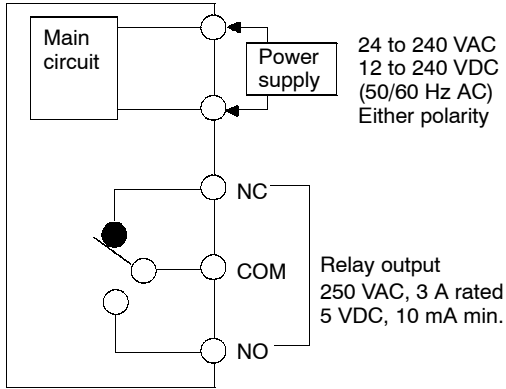 Main
circuit
Power
supply
24 to 240 VAC
12 to 240 VDC
(50/60 Hz AC)
Either polarity
NC
COM
NO
Relay output
250 VAC, 3 A rated
5 VDC, 10 mA min.